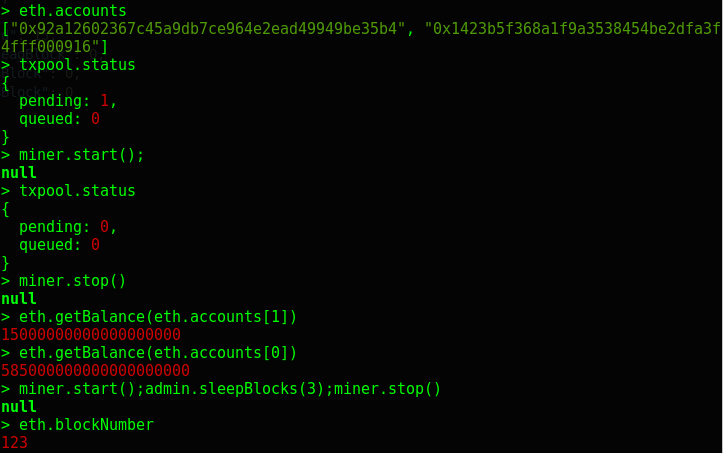 > eth.accounts
["0x92a12602367c45a9db7ce964e2ead49949be35b4", "0x1423b5f368a1f9a3538454be2dfa3f
4fff000916"]
> txpool.status
{
  pending: 1,
  queued: 0
}
> miner.start();
null
> txpool.status
{
  pending: 0,
  queued: 0
}
> miner.stop()
null
> eth.getBalance(eth.accounts[1])
15000000000000000000
> eth.getBalance(eth.accounts[0])
585000000000000000000
> miner.start();admin.sleepBlocks(3);miner.stop()
null
> eth.blockNumber
123